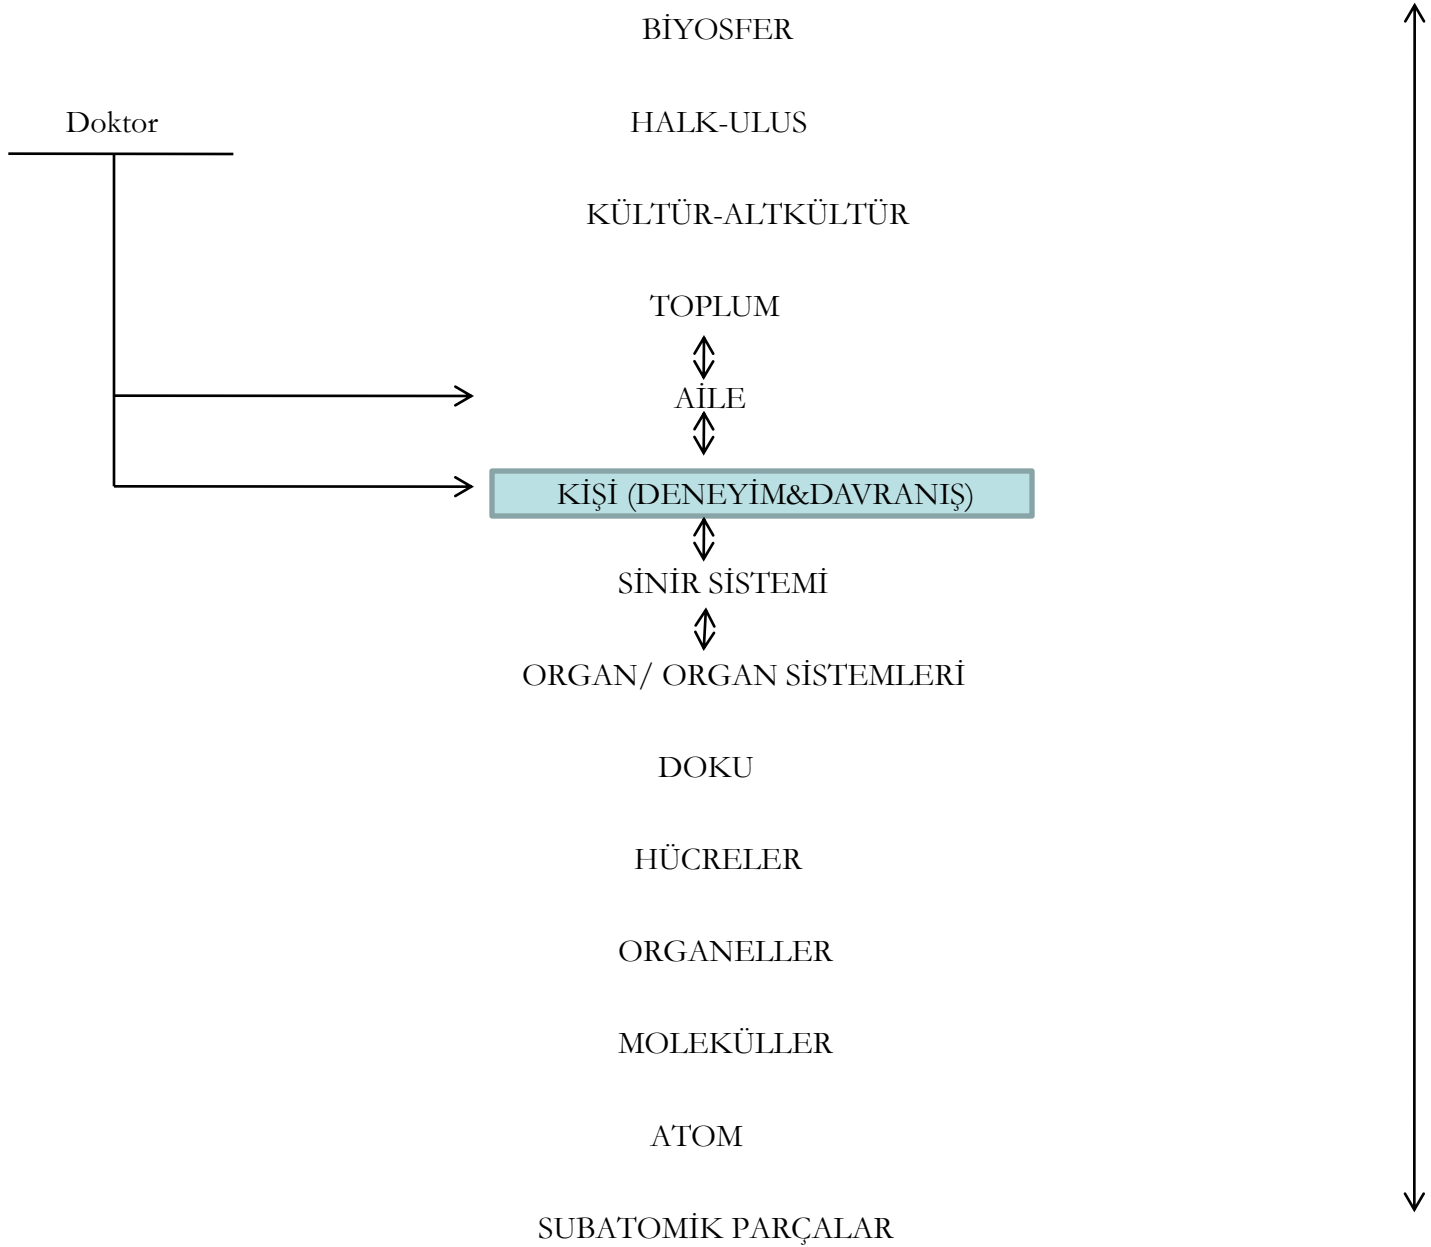 BİYOSFER
Doktor
HALK-ULUS
KÜLTÜR-ALTKÜLTÜR
TOPLUM
AİLE
KİŞİ (DENEYİM&DAVRANIŞ)
SİNİR SİSTEMİ
ORGAN/ ORGAN SİSTEMLERİ
DOKU
HÜCRELER
ORGANELLER
MOLEKÜLLER
ATOM
SUBATOMİK PARÇALAR